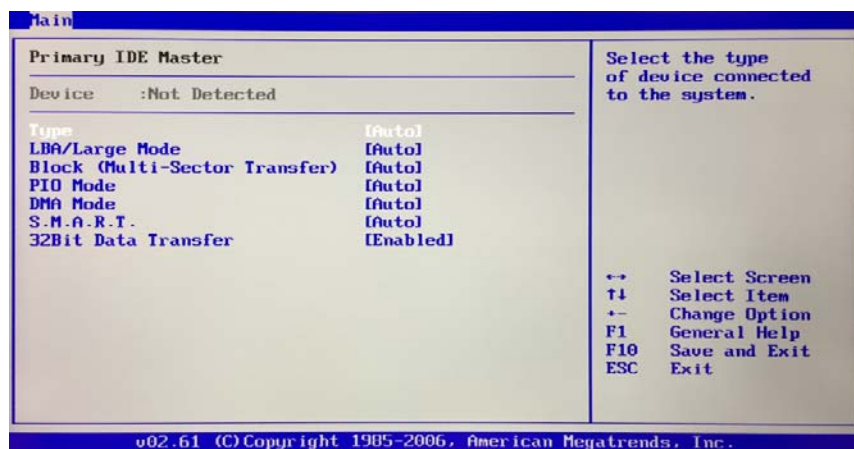 Main
Primary IDE Master
Device :Not Detected
Type [Auto]
LBA/Large Mode [Auto]
Block (Multi-Sector Transfer) [Auto]
PIO Mode [Auto]
DMA Mode [Auto]
S.M.A.R.T. [Auto]
32Bit Data Transfer [Enabled]
Select the type
of device connected
to the system.
↔ Select Screen
↑↓ Select Item
+- Change Option
F1 General Help
F10 Save and Exit
ESC Exit
v02.61 (C)Copyright 1985-2006, American Megatrends, Inc.